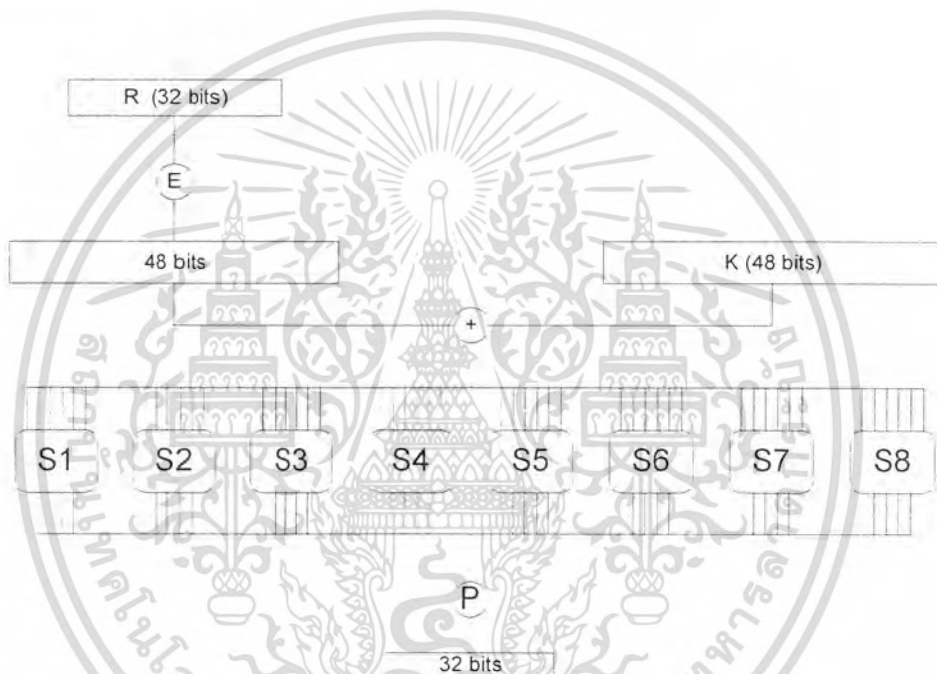 R (32 bits)
E
48 bits
K (48 bits)
+
S1 S2 S3 S4 S5 S6 S7 S8
P
32 bits